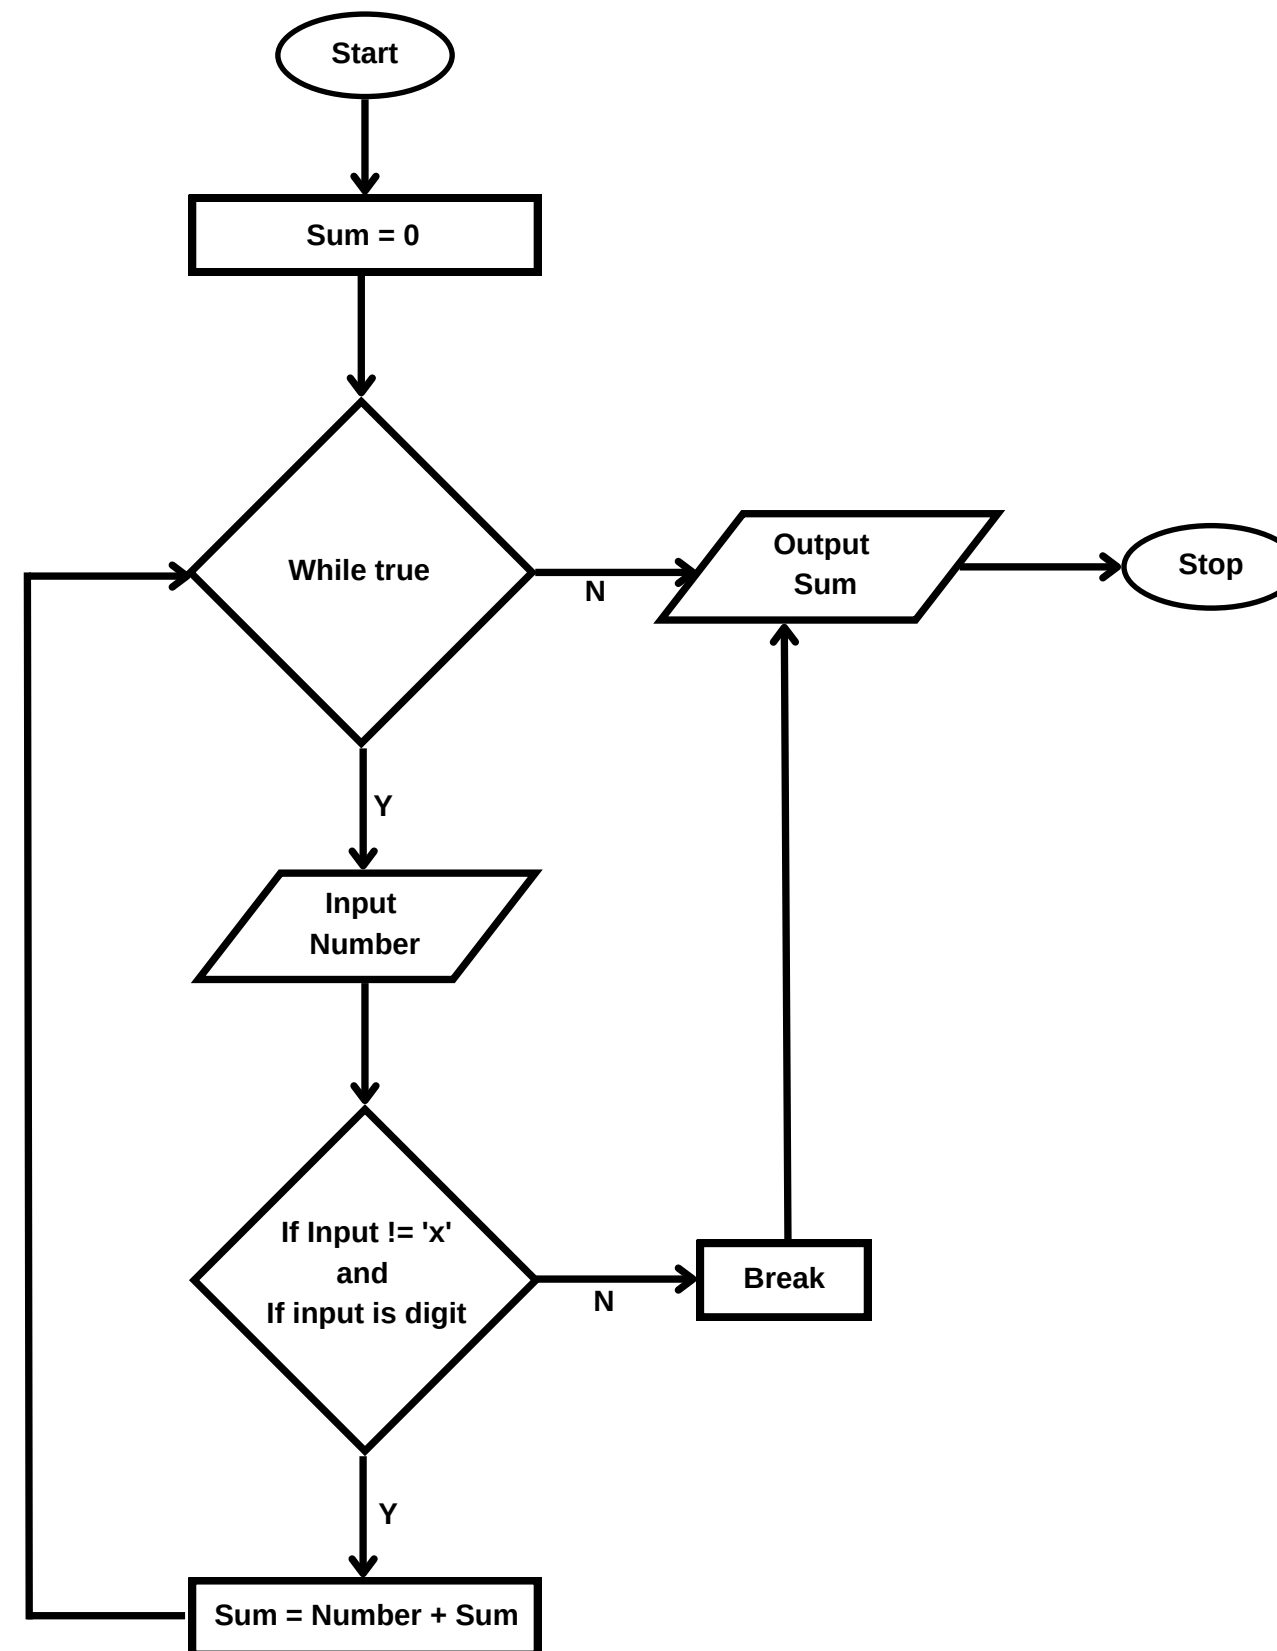 Start
Sum = 0
While true
N
Output
Sum
Stop
Y
Input
Number
If Input != 'x'
and
If input is digit
N
Break
Y
Sum = Number + Sum